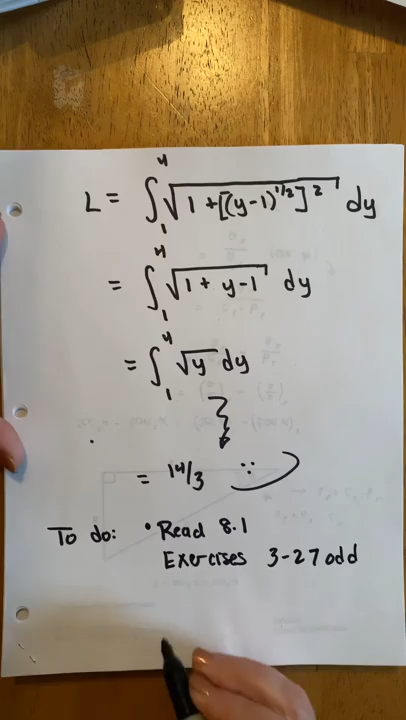 L = ∫₁⁴ √(1 + [(y-1)^(1/2)]²) dy
= ∫₁⁴ √(1 + y-1) dy
= ∫₁⁴ √y dy
= 14/3
To do: • Read 8.1
Exercises 3-27 odd